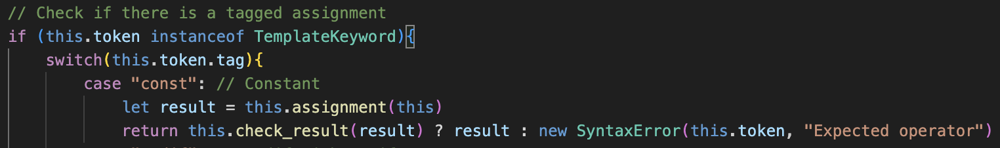 // Check if there is a tagged assignment
if (this.token instanceof TemplateKeyword){
switch(this.token.tag){
case "const": // Constant
let result = this.assignment(this)
return this.check_result(result) ? result : new SyntaxError(this.token, "Expected operator")